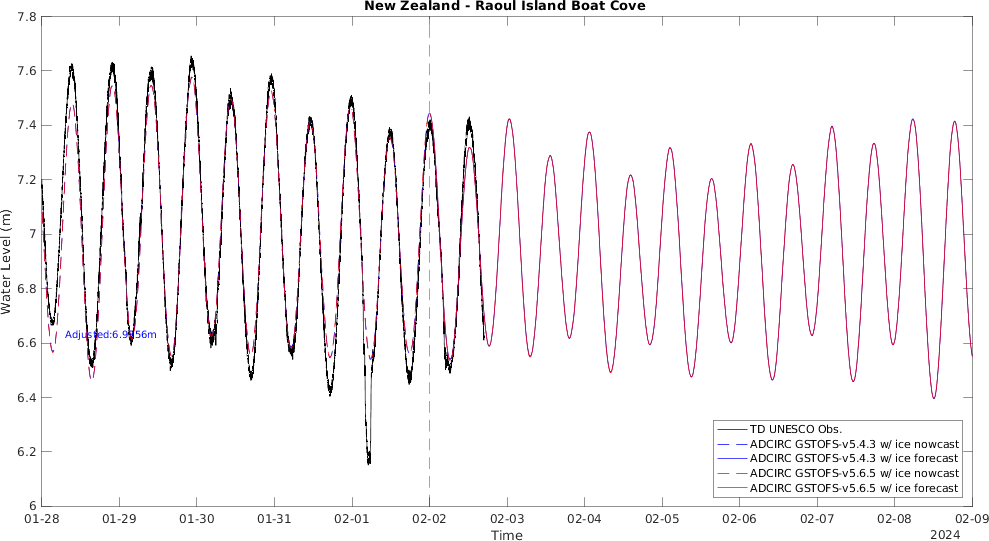 New Zealand - Raoul Island Boat Cove
7.8
7.6
7.4
7.2
7
6.8
6.6
6.4
6.2
6
Water Level (m)
TD UNESCO Obs.
ADCIRC GSTOFS-v5.4.3 w/ ice nowcast
ADCIRC GSTOFS-v5.4.3 w/ ice forecast
ADCIRC GSTOFS-v5.6.5 w/ ice nowcast
ADCIRC GSTOFS-v5.6.5 w/ ice forecast
01-28 01-29 01-30 01-31 02-01 02-02 02-03 02-04 02-05 02-06 02-07 02-08 02-09
Time
2024